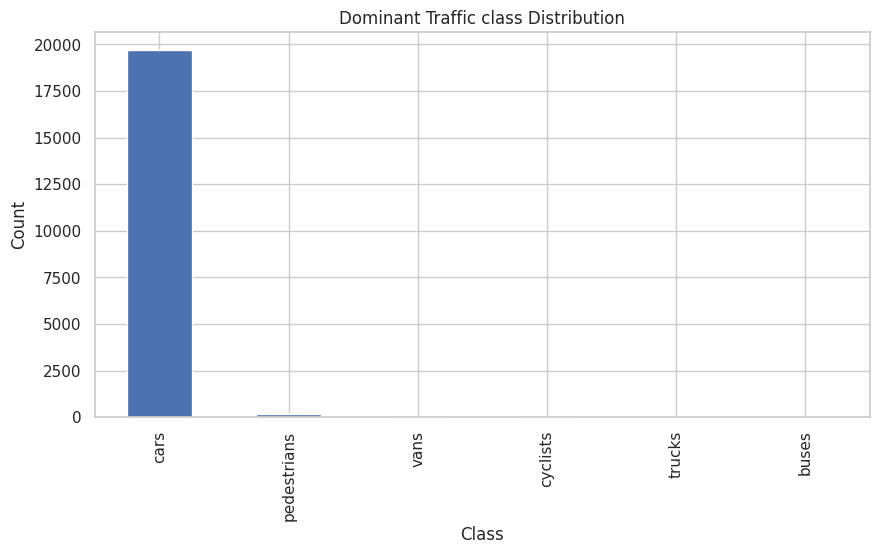 Dominant Traffic class Distribution
20000
17500
15000
12500
10000
7500
5000
2500
0
Count
cars
pedestrians
vans
cyclists
trucks
buses
Class